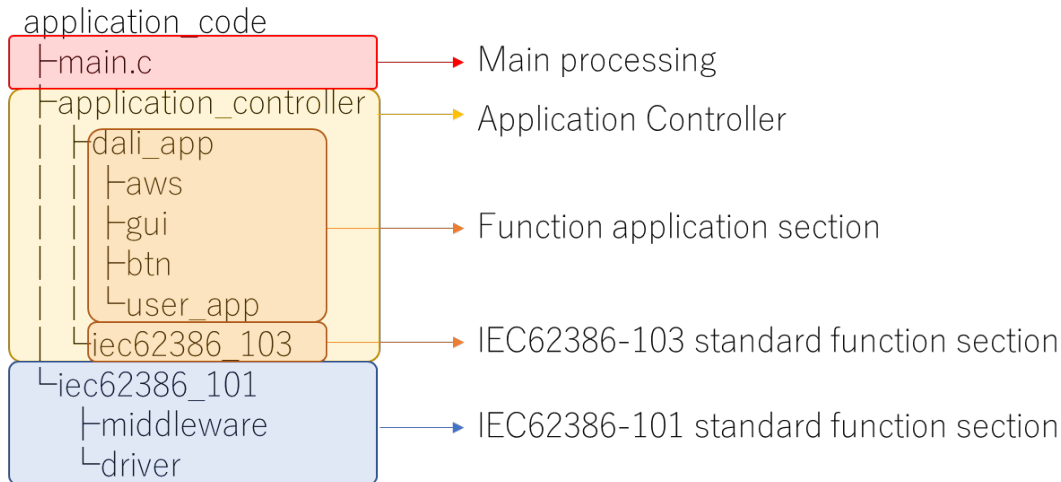 application_code
├main.c
Main processing
├application_controller
Application Controller
│ ├dali_app
│ │ ├aws
│ │ ├gui
Function application section
│ │ ├btn
│ │ └user_app
│ └iec62386_103
IEC62386-103 standard function section
└iec62386_101
├middleware
IEC62386-101 standard function section
└driver